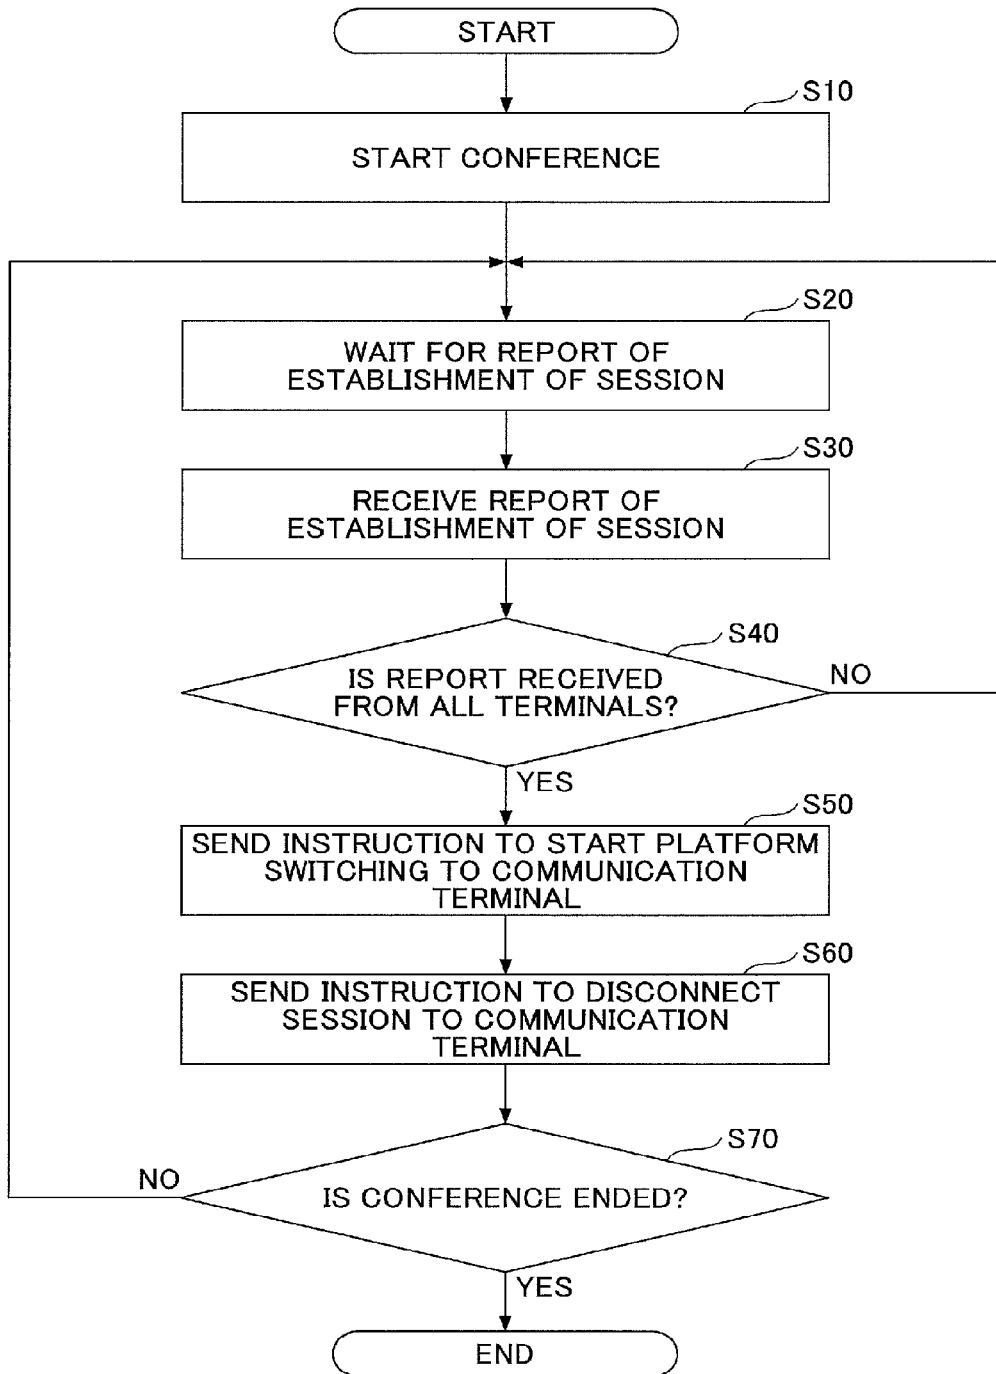 START
S10
START CONFERENCE
S20
WAIT FOR REPORT OF
ESTABLISHMENT OF SESSION
S30
RECEIVE REPORT OF
ESTABLISHMENT OF SESSION
S40
IS REPORT RECEIVED
FROM ALL TERMINALS?
NO
YES
S50
SEND INSTRUCTION TO START PLATFORM
SWITCHING TO COMMUNICATION
TERMINAL
S60
SEND INSTRUCTION TO DISCONNECT
SESSION TO COMMUNICATION
TERMINAL
S70
NO
IS CONFERENCE ENDED?
YES
END